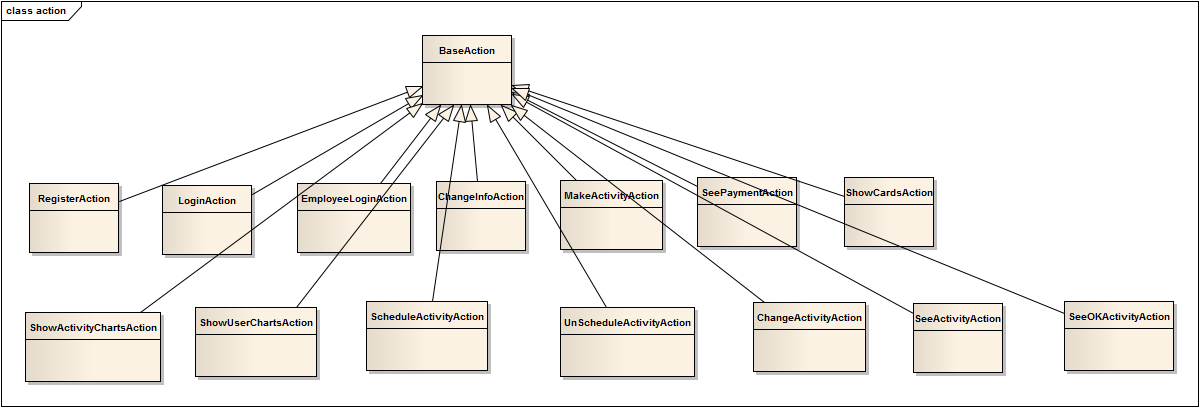 class action
BaseAction
RegisterAction
LoginAction
EmployeeLoginAction
ChangeInfoAction
MakeActivityAction
SeePaymentAction
ShowCardsAction
ShowActivityChartsAction
ShowUserChartsAction
ScheduleActivityAction
UnScheduleActivityAction
ChangeActivityAction
SeeActivityAction
SeeOKActivityAction